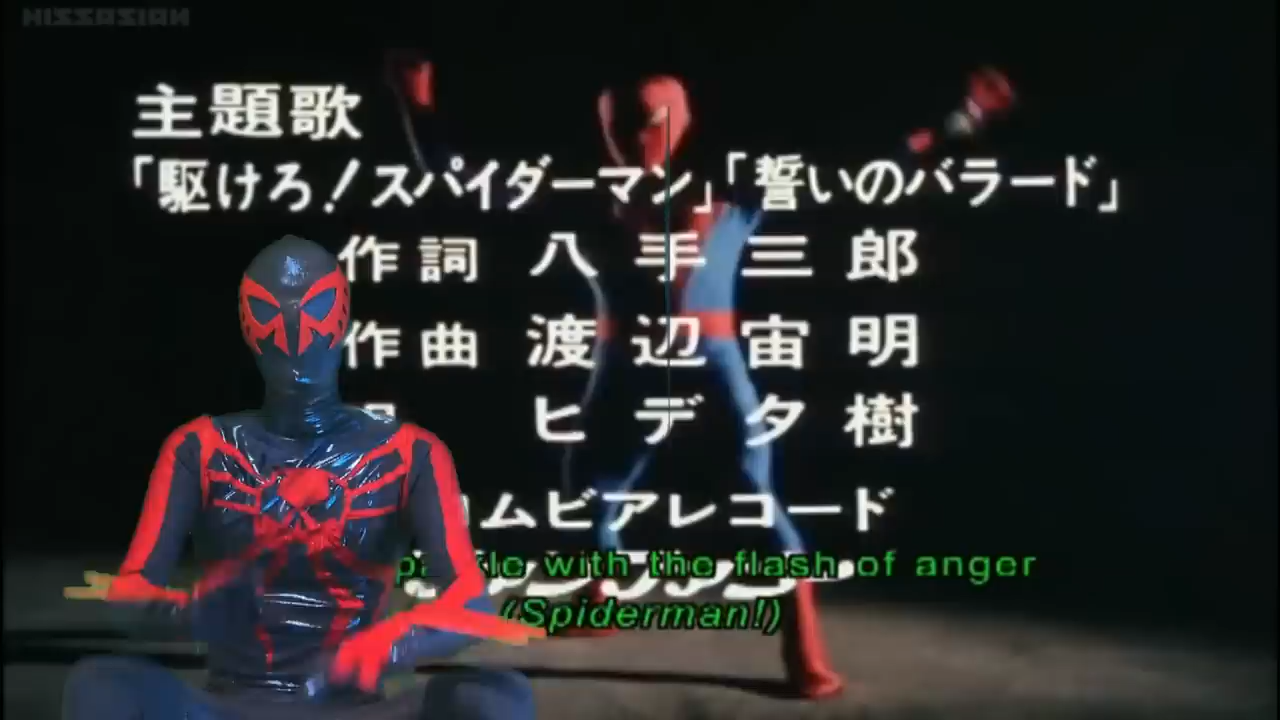 MISSASIAN
主題歌
「駆けろ！スパイダーマン」「誓いのバラード」
作詞 八手三郎
作曲 渡辺宙明
ヒデタ樹
ロムビアレコード
with the flash of anger
(Spiderman!)